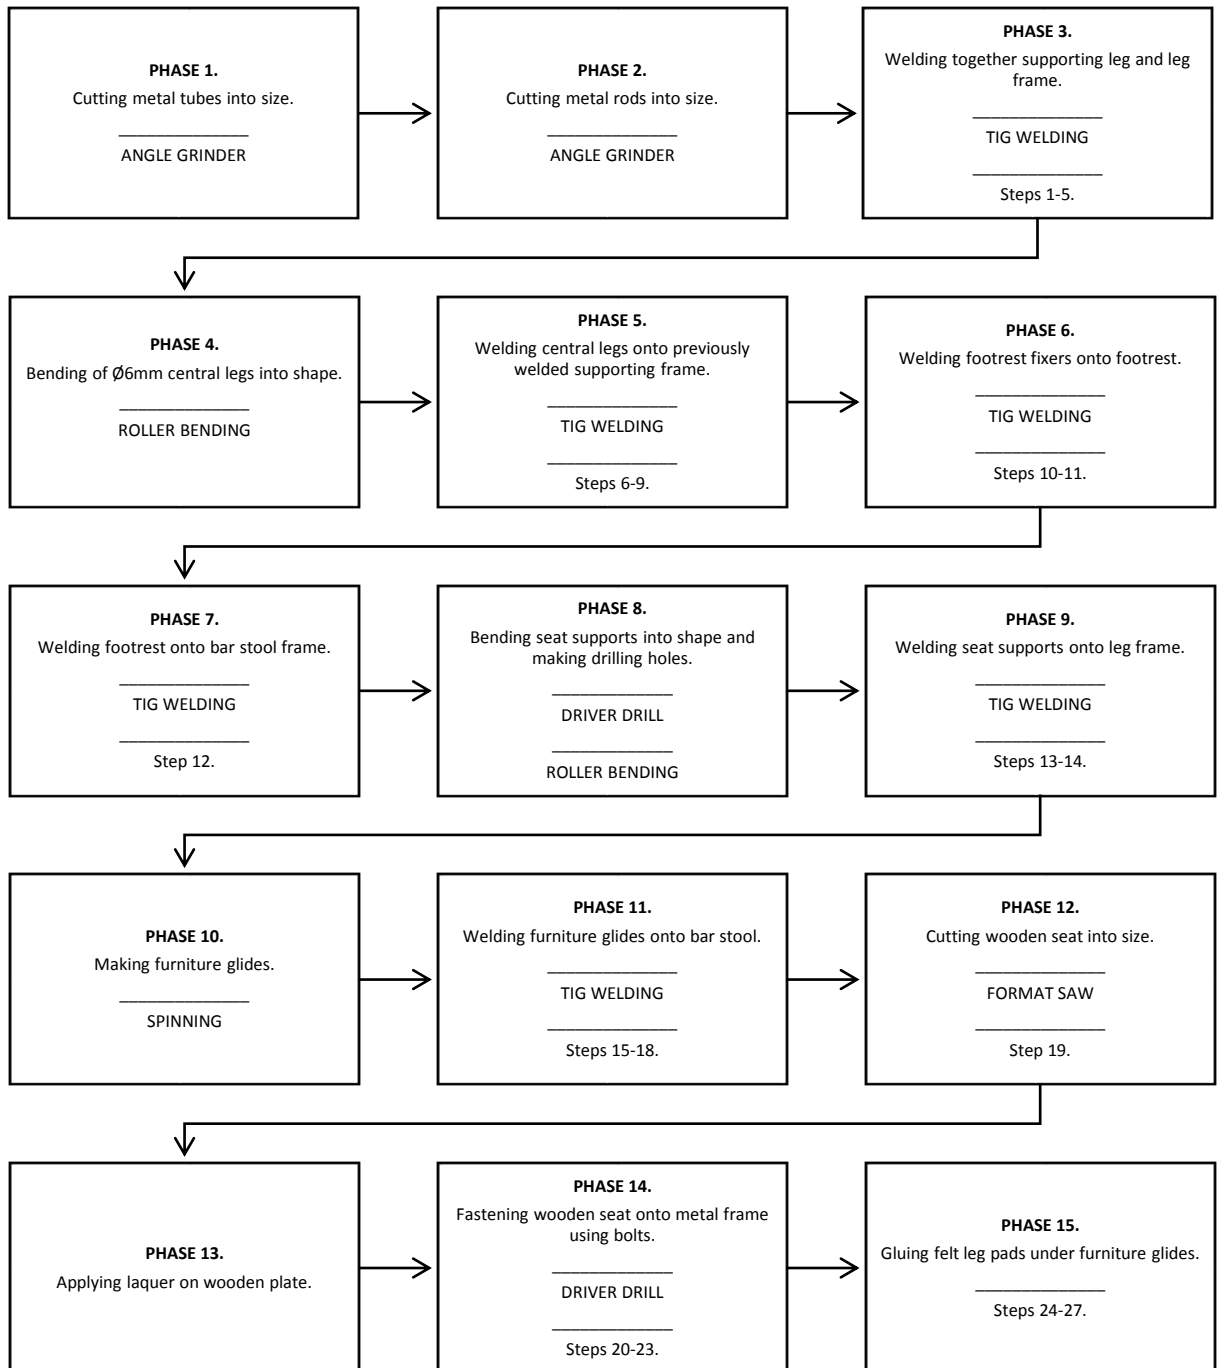 PHASE 1.
Cutting metal tubes into size.
______________
ANGLE GRINDER
PHASE 2.
Cutting metal rods into size.
______________
ANGLE GRINDER
PHASE 3.
Welding together supporting leg and leg
frame.
______________
TIG WELDING
______________
Steps 1-5.
PHASE 4.
Bending of Ø6mm central legs into shape.
______________
ROLLER BENDING
PHASE 5.
Welding central legs onto previously
welded supporting frame.
______________
TIG WELDING
______________
Steps 6-9.
PHASE 6.
Welding footrest fixers onto footrest.
______________
TIG WELDING
______________
Steps 10-11.
PHASE 7.
Welding footrest onto bar stool frame.
______________
TIG WELDING
______________
Step 12.
PHASE 8.
Bending seat supports into shape and
making drilling holes.
_____________
DRIVER DRILL
_____________
ROLLER BENDING
PHASE 9.
Welding seat supports onto leg frame.
______________
TIG WELDING
______________
Steps 13-14.
PHASE 10.
Making furniture glides.
______________
SPINNING
PHASE 11.
Welding furniture glides onto bar stool.
______________
TIG WELDING
______________
Steps 15-18.
PHASE 12.
Cutting wooden seat into size.
______________
FORMAT SAW
______________
Step 19.
PHASE 13.
Applying laquer on wooden plate.
PHASE 14.
Fastening wooden seat onto metal frame
using bolts.
_____________
DRIVER DRILL
_____________
Steps 20-23.
PHASE 15.
Gluing felt leg pads under furniture glides.
______________
Steps 24-27.